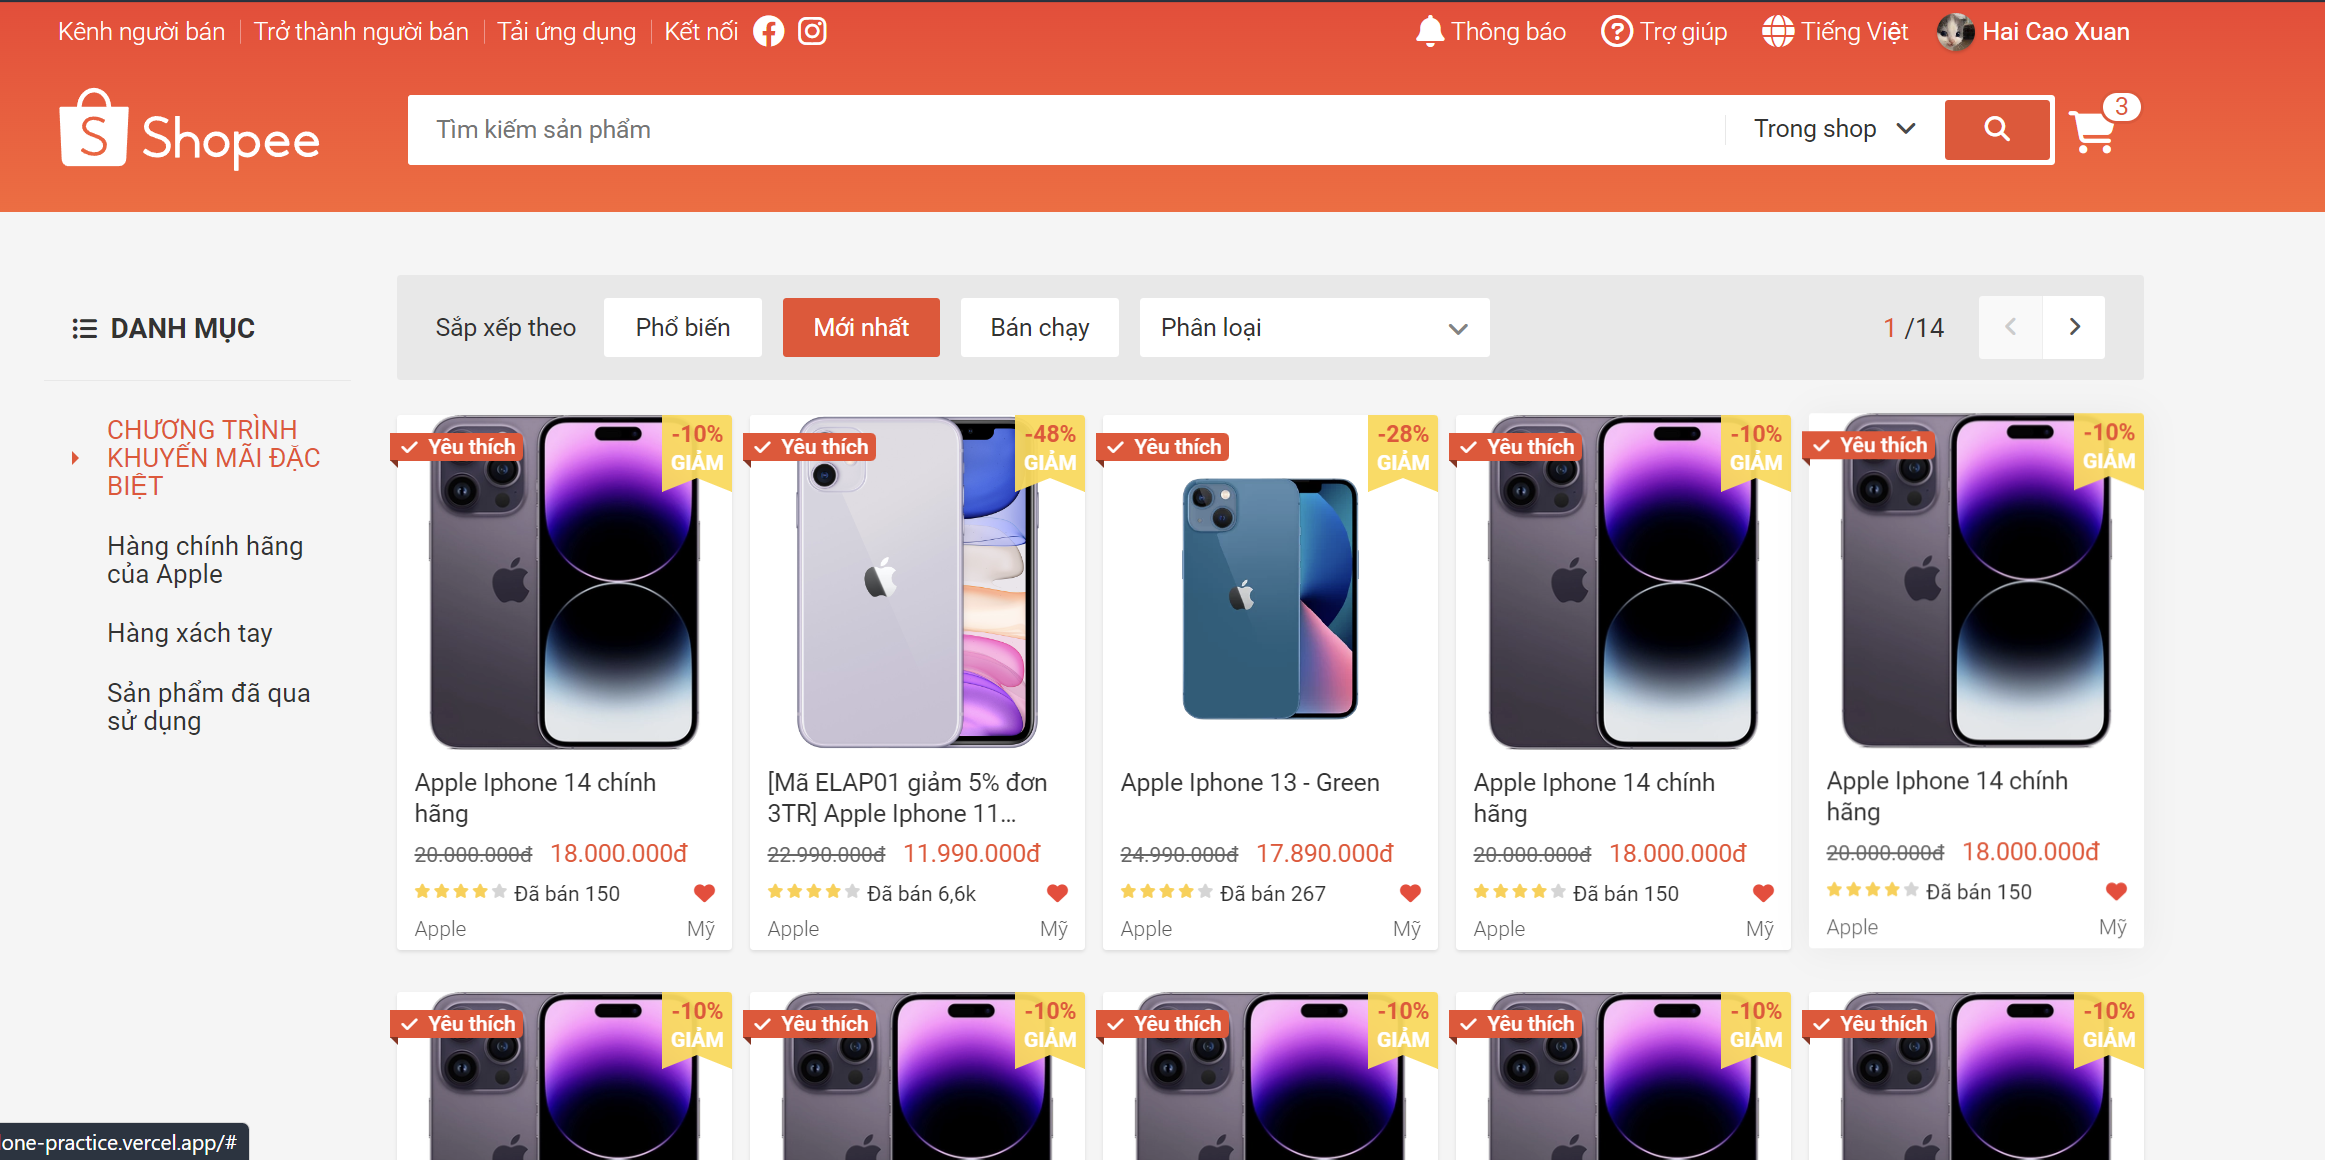 Kênh người bán
Trở thành người bán
Tải ứng dụng
Kết nối
Thông báo
Trợ giúp
Tiếng Việt
Hai Cao Xuan
S Shopee
Tìm kiếm sản phẩm
Trong shop
3
DANH MỤC
Sắp xếp theo
Phổ biến
Mới nhất
Bán chạy
Phân loại
1 /14
CHƯƠNG TRÌNH
KHUYẾN MÃI ĐẶC
BIỆT
Hàng chính hãng
của Apple
Hàng xách tay
Sản phẩm đã qua
sử dụng
Yêu thích
-10%
GIẢM
Apple Iphone 14 chính
hãng
20.000.000đ 18.000.000đ
Đã bán 150
Apple Mỹ
Yêu thích
-48%
GIẢM
[Mã ELAP01 giảm 5% đơn
3TR] Apple Iphone 11...
22.990.000đ 11.990.000đ
Đã bán 6,6k
Apple Mỹ
Yêu thích
-28%
GIẢM
Apple Iphone 13 - Green
24.990.000đ 17.890.000đ
Đã bán 267
Apple Mỹ
Yêu thích
-10%
GIẢM
Apple Iphone 14 chính
hãng
20.000.000đ 18.000.000đ
Đã bán 150
Apple Mỹ
Yêu thích
-10%
GIẢM
Apple Iphone 14 chính
hãng
20.000.000đ 18.000.000đ
Đã bán 150
Apple Mỹ
Yêu thích
-10%
GIẢM
Yêu thích
-10%
GIẢM
Yêu thích
-10%
GIẢM
Yêu thích
-10%
GIẢM
Yêu thích
-10%
GIẢM
lone-practice.vercel.app/#